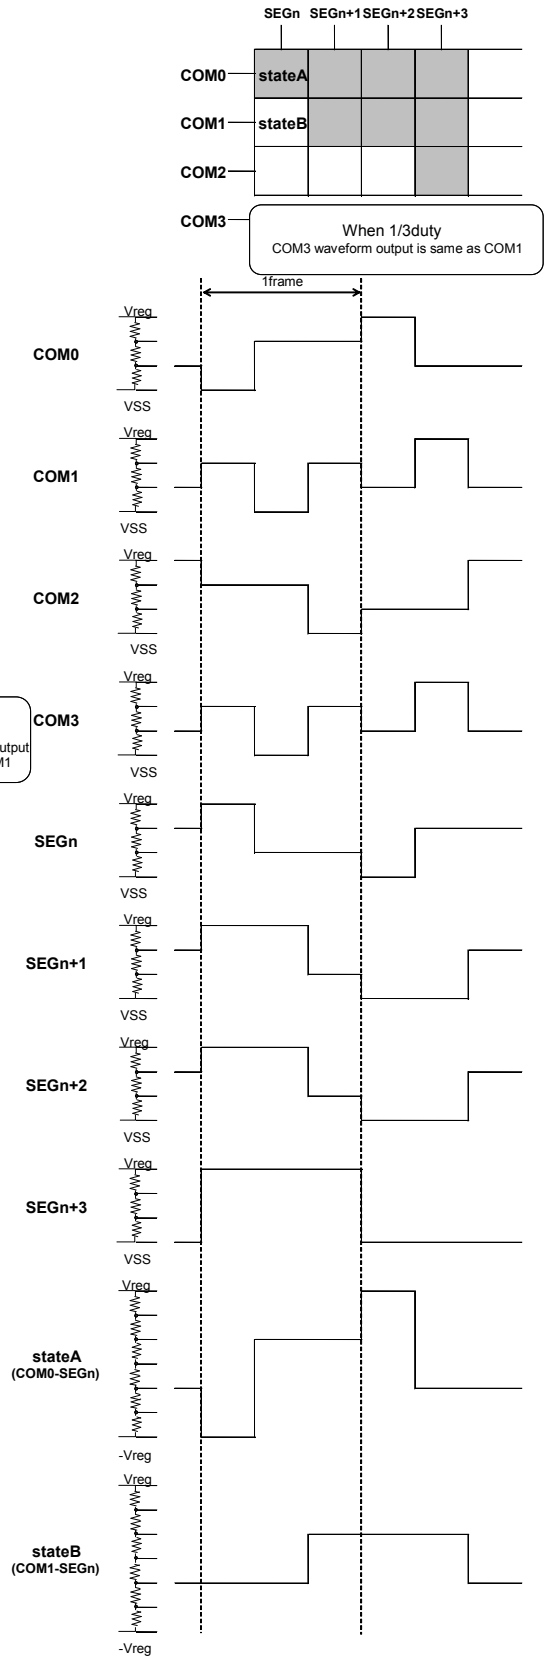 SEGn SEGn+1 SEGn+2 SEGn+3
COM0 stateA
COM1 stateB
COM2
COM3
When 1/3duty
COM3 waveform output is same as COM1
1frame
Vreg
COM0
VSS
Vreg
COM1
VSS
Vreg
COM2
VSS
Vreg
COM3
utput
M1
VSS
Vreg
SEGn
VSS
Vreg
SEGn+1
VSS
Vreg
SEGn+2
VSS
Vreg
SEGn+3
VSS
Vreg
stateA
(COM0-SEGn)
-Vreg
Vreg
stateB
(COM1-SEGn)
-Vreg